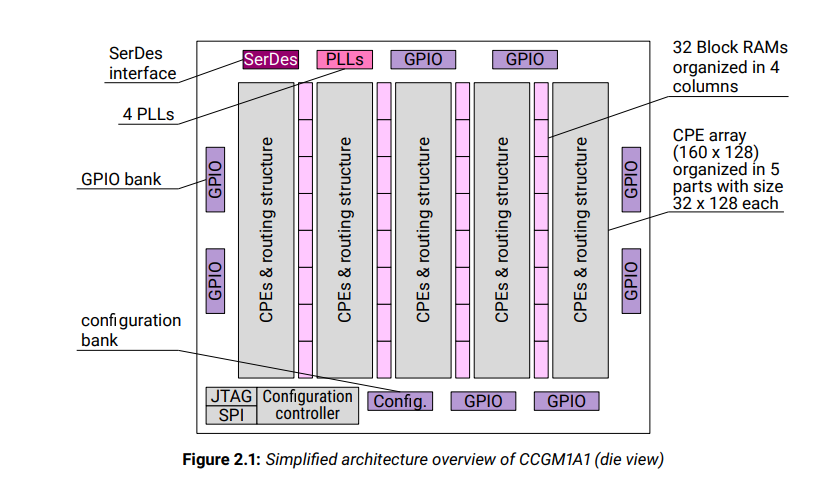 SerDes
interface
4 PLLs
GPIO bank
configuration
bank
SerDes
PLLs
GPIO
GPIO
GPIO
GPIO
CPEs & routing structure
CPEs & routing structure
CPEs & routing structure
CPEs & routing structure
CPEs & routing structure
GPIO
GPIO
JTAG
SPI
Configuration
controller
Config.
GPIO
GPIO
32 Block RAMs
organized in 4
columns
CPE array
(160 x 128)
organized in 5
parts with size
32 x 128 each
Figure 2.1: Simplified architecture overview of CCGM1A1 (die view)